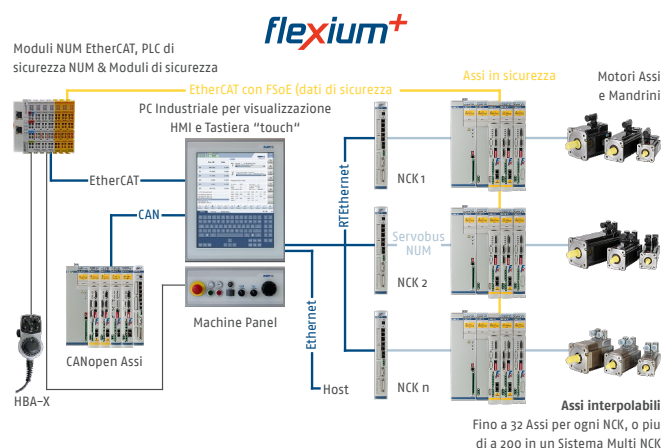 flexium+
Moduli NUM EtherCAT, PLC di
sicurezza NUM & Moduli di sicurezza
EtherCAT con FSoE (dati di sicurezza
Assi in sicurezza
Motori Assi
e Mandrini
PC Industriale per visualizzazione
HMI e Tastiera “touch”
EtherCAT
CAN
RTEthernet
NCK 1
Servobus
NUM
NCK 2
Machine Panel
Ethernet
CANopen Assi
HBA-X
Host
NCK n
Assi interpolabili
Fino a 32 Assi per ogni NCK, o piu
di a 200 in un Sistema Multi NCK